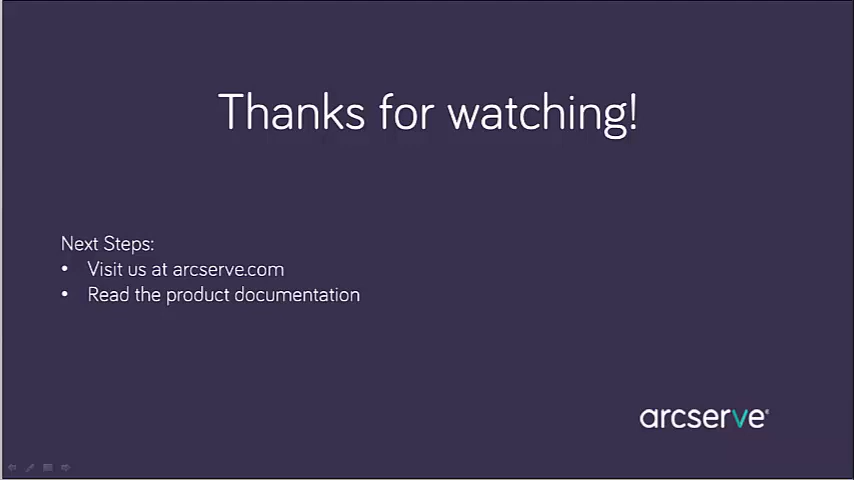 Thanks for watching!
Next Steps:
• Visit us at arcserve.com
• Read the product documentation
arcserve®